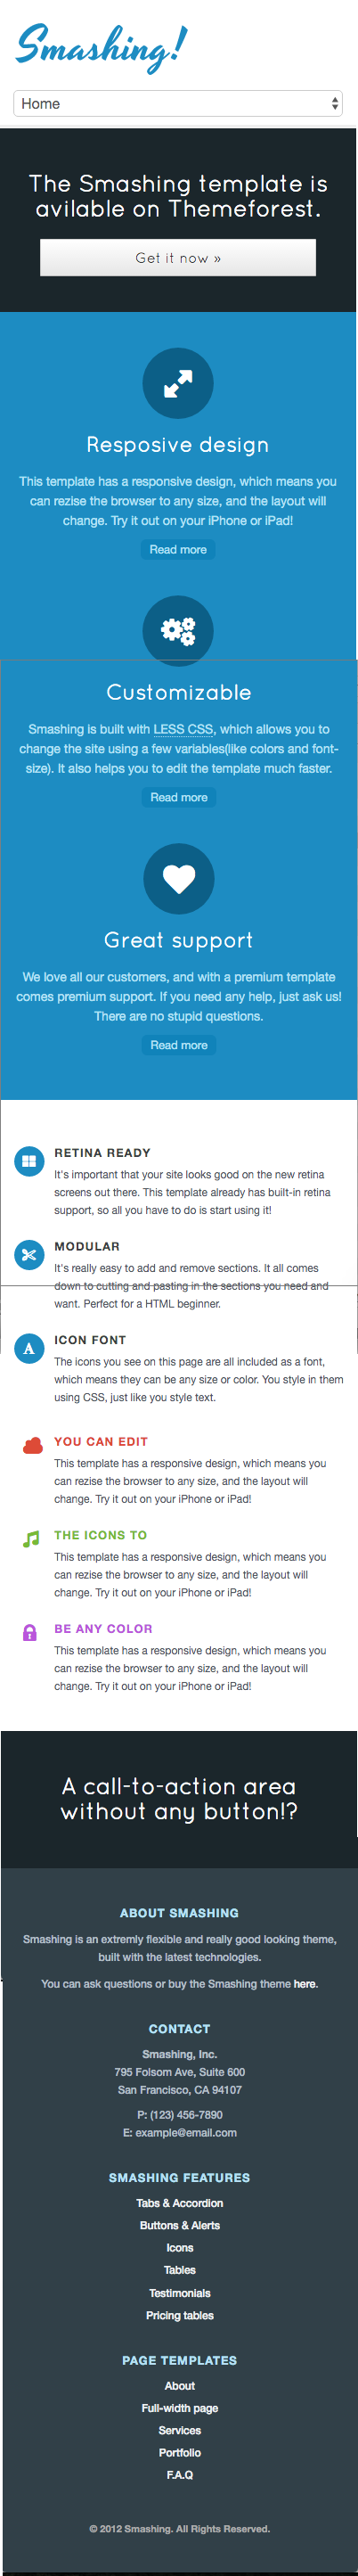 Smashing!
Home
The Smashing template is
avilable on Themeforest.
Get it now »
Resposive design
This template has a responsive design, which means you
can rezise the browser to any size, and the layout will
change. Try it out on your iPhone or iPad!
Read more
Customizable
Smashing is built with LESS CSS, which allows you to
change the site using a few variables(like colors and font-
size). It also helps you to edit the template much faster.
Read more
Great support
We love all our customers, and with a premium template
comes premium support. If you need any help, just ask us!
There are no stupid questions.
Read more
RETINA READY
It's important that your site looks good on the new retina
screens out there. This template already has built-in retina
support, so all you have to do is start using it!
MODULAR
It's really easy to add and remove sections. It all comes
down to cutting and pasting in the sections you need and
want. Perfect for a HTML beginner.
A
ICON FONT
The icons you see on this page are all included as a font,
which means they can be any size or color. You style in them
using CSS, just like you style text.
YOU CAN EDIT
This template has a responsive design, which means you
can rezise the browser to any size, and the layout will
change. Try it out on your iPhone or iPad!
THE ICONS TO
This template has a responsive design, which means you
can rezise the browser to any size, and the layout will
change. Try it out on your iPhone or iPad!
BE ANY COLOR
This template has a responsive design, which means you
can rezise the browser to any size, and the layout will
change. Try it out on your iPhone or iPad!
A call-to-action area
without any button!?
ABOUT SMASHING
Smashing is an extremly flexible and really good looking theme,
built with the latest technologies.
You can ask questions or buy the Smashing theme here.
CONTACT
Smashing, Inc.
795 Folsom Ave, Suite 600
San Francisco, CA 94107
P: (123) 456-7890
E: example@email.com
SMASHING FEATURES
Tabs & Accordion
Buttons & Alerts
Icons
Tables
Testimonials
Pricing tables
PAGE TEMPLATES
About
Full-width page
Services
Portfolio
F.A.Q
© 2012 Smashing. All Rights Reserved.